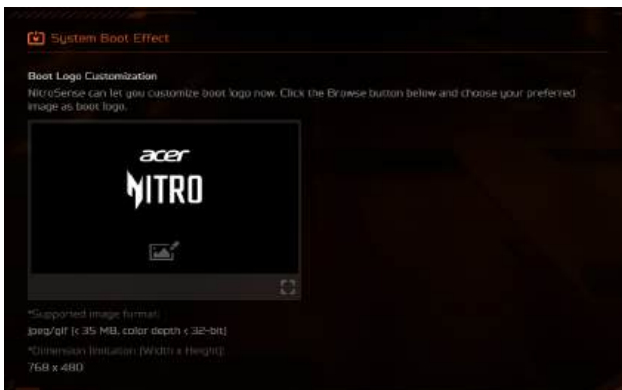 System Boot Effect
Boot Logo Customization
NitroSense can let you customize boot logo now. Click the Browse button below and choose your preferred
image as boot logo.
acer
NITRO
*Supported image format:
jpeg/gif (< 35 MB, color depth < 32-bit)
*Dimension limitation (Width x Height):
768 x 480